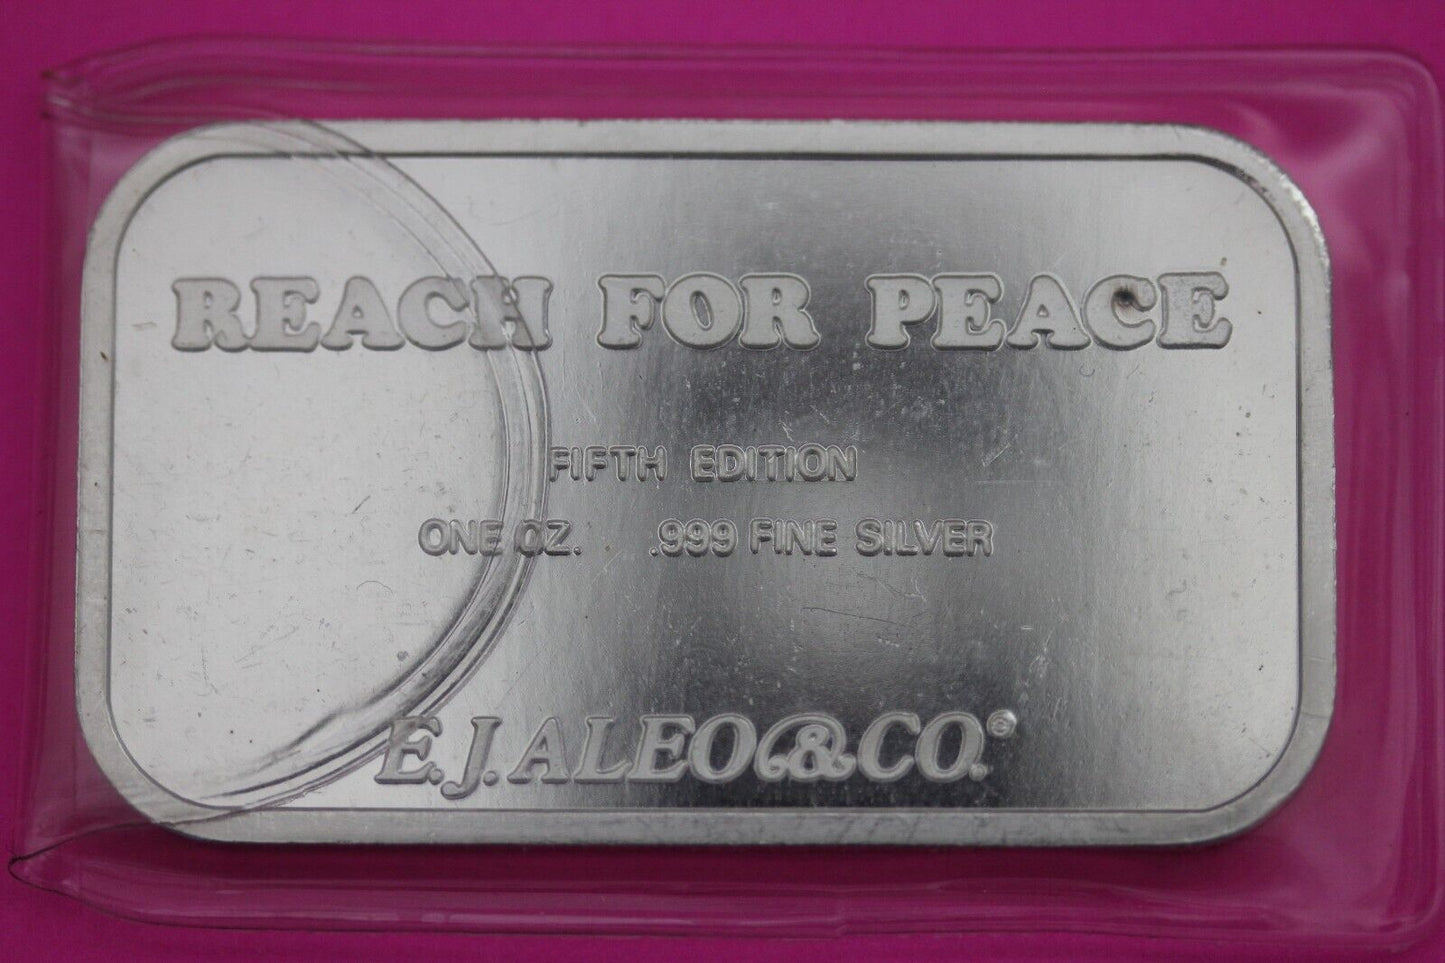 REACH FOR PEACE
FIFTH EDITION
ONE OZ. .999 FINE SILVER
E.J. ALEO & CO. ©